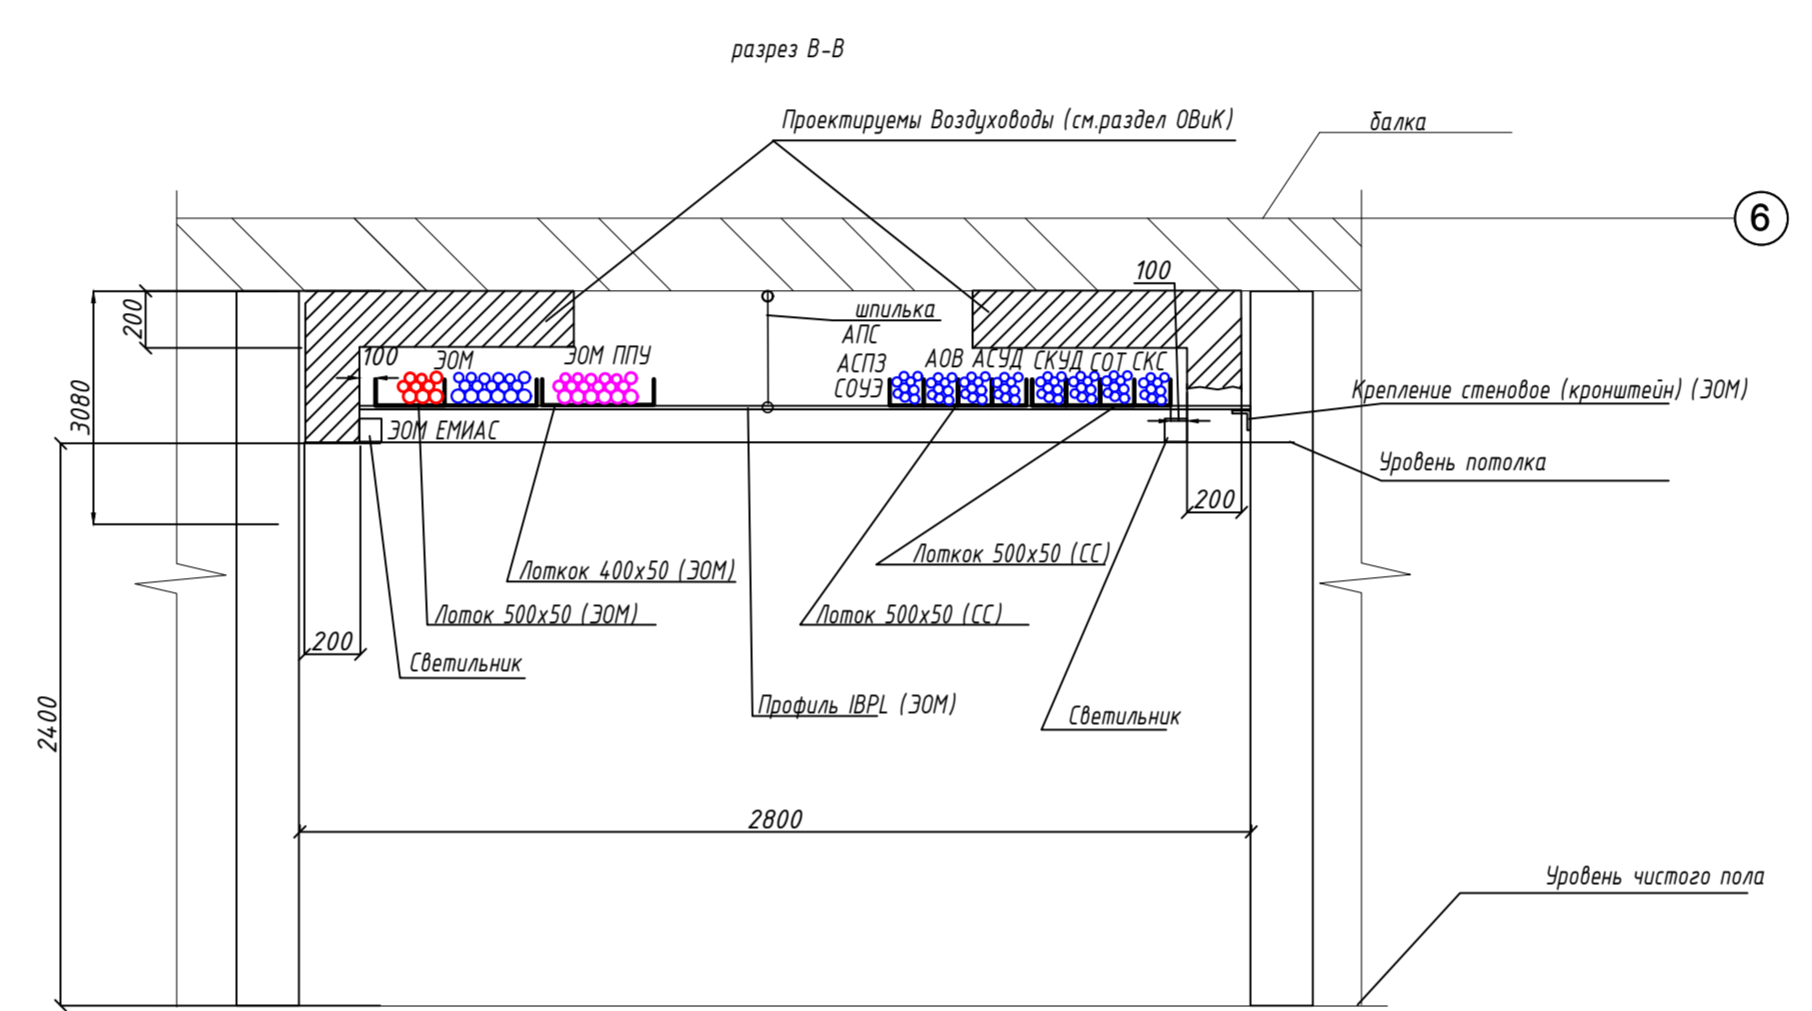 разрез В-В
Проектируемы Воздуховоды (см.раздел ОВиК)
балка
6
100
200
шпилька
АПС
100
ЭОМ
ЭОМ ППУ
АСПЗ
АОВ АСУД СКУД СОТ СКС
СОУЭ
3080
Крепление стеновое (кронштейн) (ЭОМ)
ЭОМ ЕМИАС
Уровень потолка
200
Лоткок 500х50 (СС)
Лоткок 400х50 (ЭОМ)
Лоток 500х50 (ЭОМ)
Лоток 500х50 (СС)
200
Светильник
2400
Профиль IBPL (ЭОМ)
Светильник
2800
Уровень чистого пола